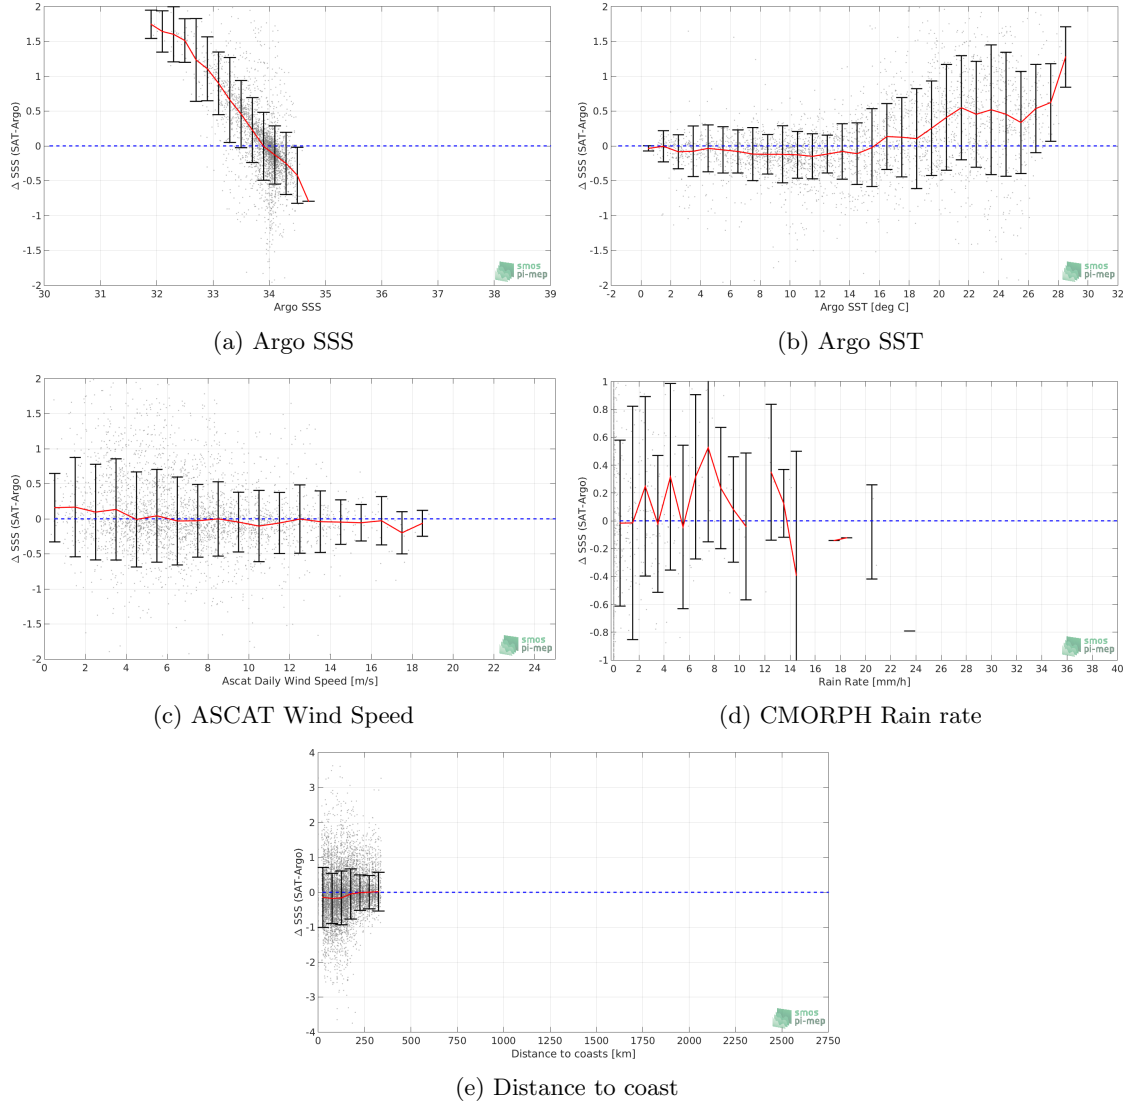 2
1.5
1
0.5
0
-0.5
-1
-1.5
-2
Δ SSS (SAT-Argo)
30 31 32 33 34 35 36 37 38 39
Argo SSS
smos
pi-mep
(a) Argo SSS
2
1.5
1
0.5
0
-0.5
-1
-1.5
-2
Δ SSS (SAT-Argo)
-2 0 2 4 6 8 10 12 14 16 18 20 22 24 26 28 30 32
Argo SST [deg C]
smos
pi-mep
(b) Argo SST
2
1.5
1
0.5
0
-0.5
-1
-1.5
-2
Δ SSS (SAT-Argo)
0 2 4 6 8 10 12 14 16 18 20 22 24
Ascat Daily Wind Speed [m/s]
smos
pi-mep
(c) ASCAT Wind Speed
1
0.8
0.6
0.4
0.2
0
-0.2
-0.4
-0.6
-0.8
-1
Δ SSS (SAT-Argo)
0 2 4 6 8 10 12 14 16 18 20 22 24 26 28 30 32 34 36 38 40
Rain Rate [mm/h]
smos
pi-mep
(d) CMORPH Rain rate
4
3
2
1
0
-1
-2
-3
-4
Δ SSS (SAT-Argo)
0 250 500 750 1000 1250 1500 1750 2000 2250 2500 2750
Distance to coasts [km]
smos
pi-mep
(e) Distance to coast